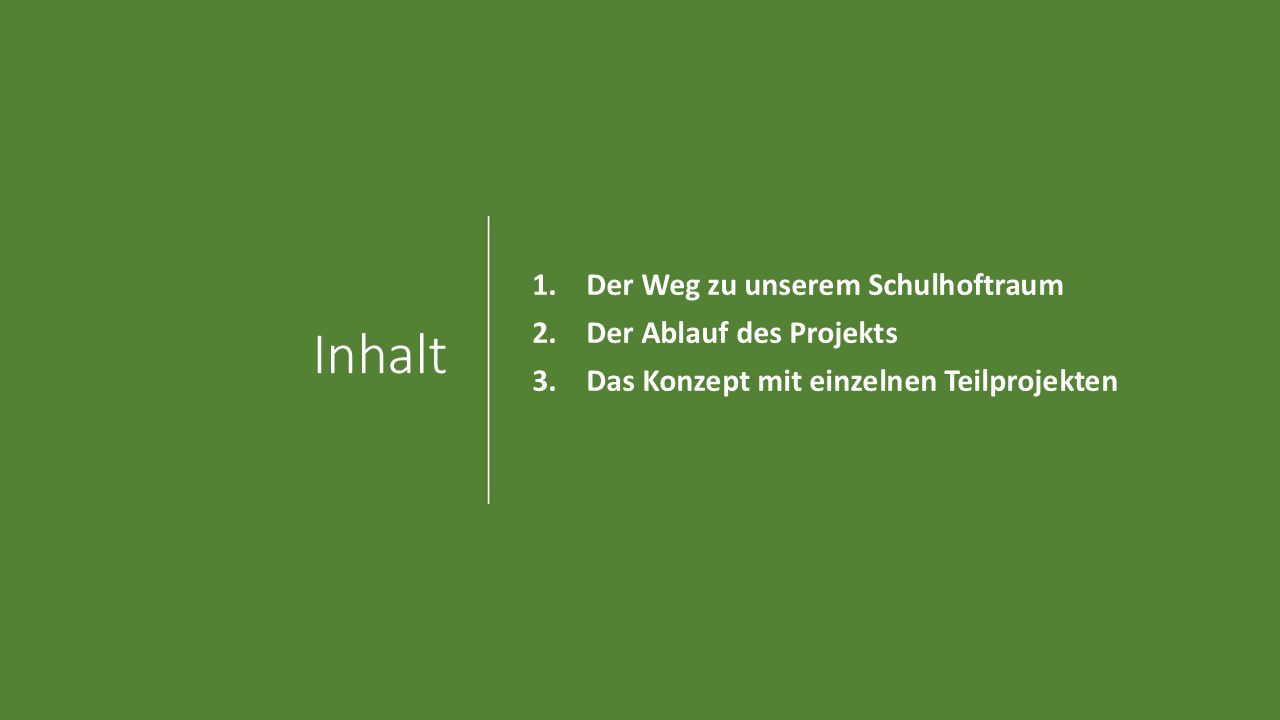 Inhalt
1. Der Weg zu unserem Schulhoftraum
2. Der Ablauf des Projekts
3. Das Konzept mit einzelnen Teilprojekten